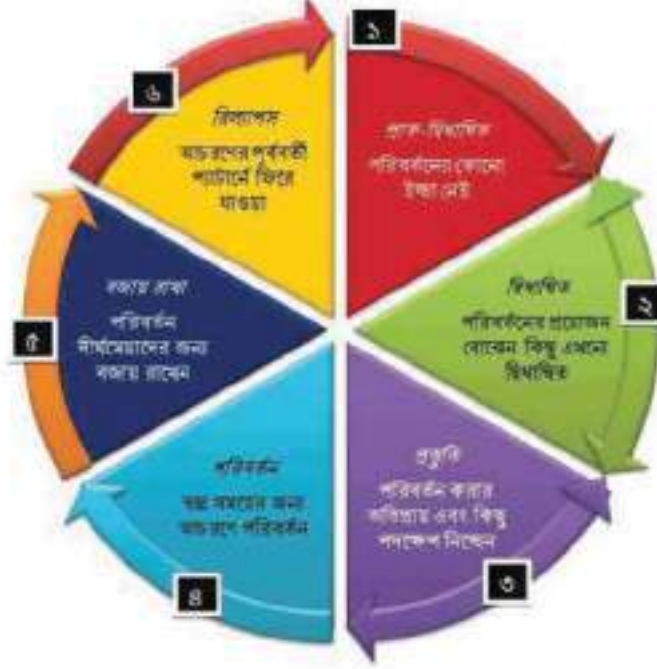 ১
প্রাক-দ্বিধান্বিত
পরিবর্তনের কোনো
ইচ্ছা নেই
২
দ্বিধান্বিত
পরিবর্তনের প্রয়োজন
বোঝেন কিন্তু এখনো
দ্বিধান্বিত
৩
প্রস্তুতি
পরিবর্তন করার
অভিপ্রায় এবং কিছু
পদক্ষেপ নিচ্ছেন
৪
পরিবর্তন
স্বল্প সময়ের জন্য
আচরণে পরিবর্তন
৫
বজায় রাখা
পরিবর্তন
দীর্ঘমেয়াদের জন্য
বজায় রাখেন
৬
রিল্যাপস
আচরণের পূর্ববর্তী
প্যাটার্নে ফিরে
যাওয়া